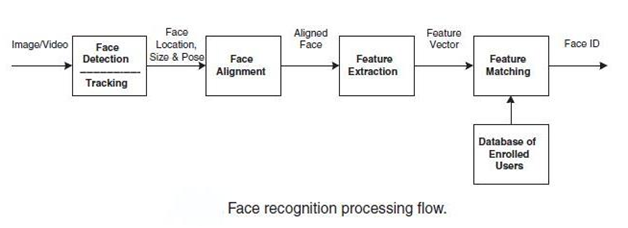 Image/Video
Face
Detection
Tracking
Face
Location,
Size & Pose
Face
Alignment
Aligned
Face
Feature
Extraction
Feature
Vector
Feature
Matching
Face ID
Database of
Enrolled
Users
Face recognition processing flow.